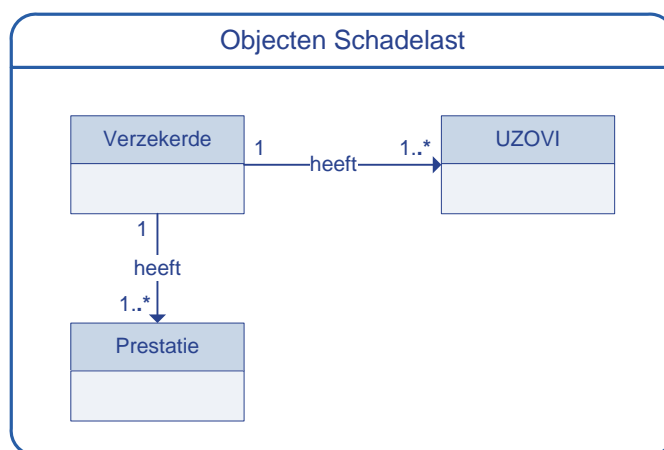 Objecten Schadelast
Verzekerde
UZOVI
1
heeft
1..*
1
heeft
1..*
Prestatie